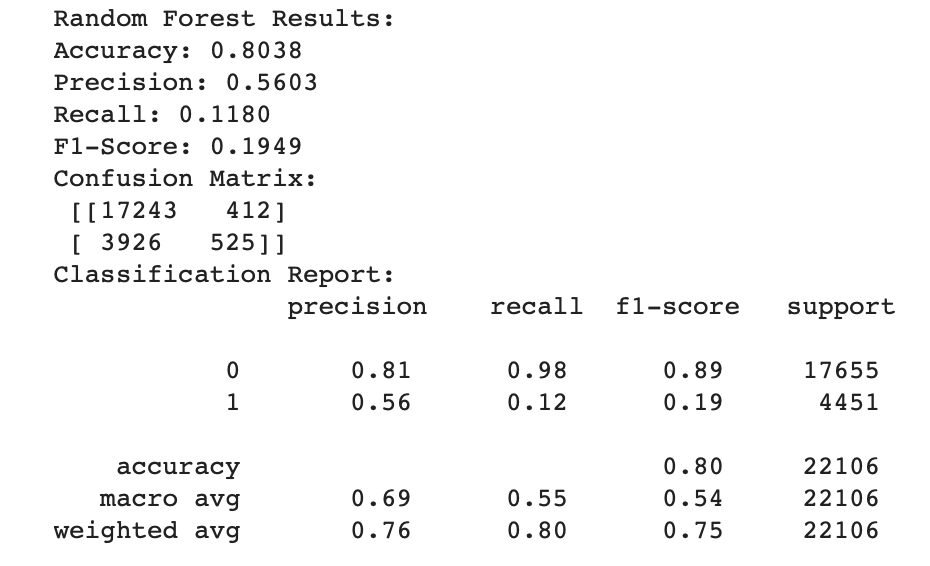 Random Forest Results:
Accuracy: 0.8038
Precision: 0.5603
Recall: 0.1180
F1-Score: 0.1949
Confusion Matrix:
[[17243 412]
[ 3926 525]]
Classification Report:
precision recall f1-score support
0 0.81 0.98 0.89 17655
1 0.56 0.12 0.19 4451
accuracy 0.80 22106
macro avg 0.69 0.55 0.54 22106
weighted avg 0.76 0.80 0.75 22106